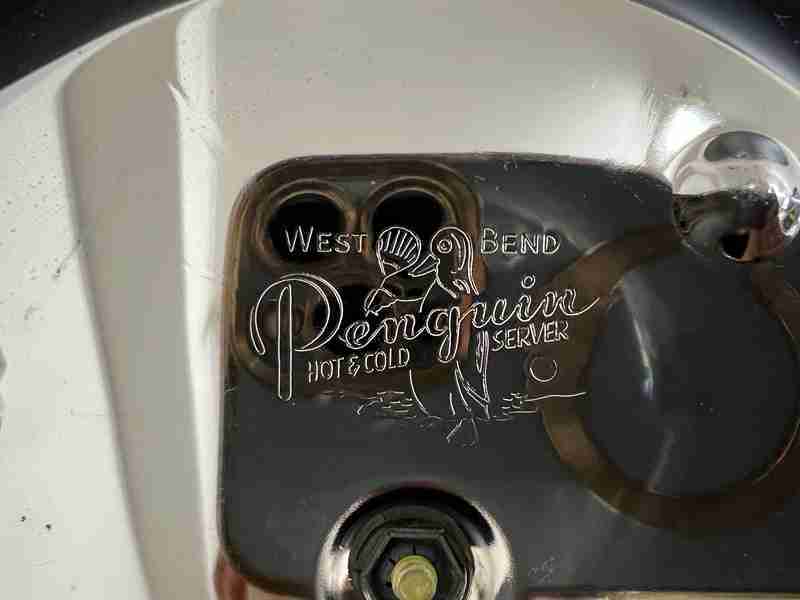 WEST BEND
Penguin
HOT & COLD SERVER